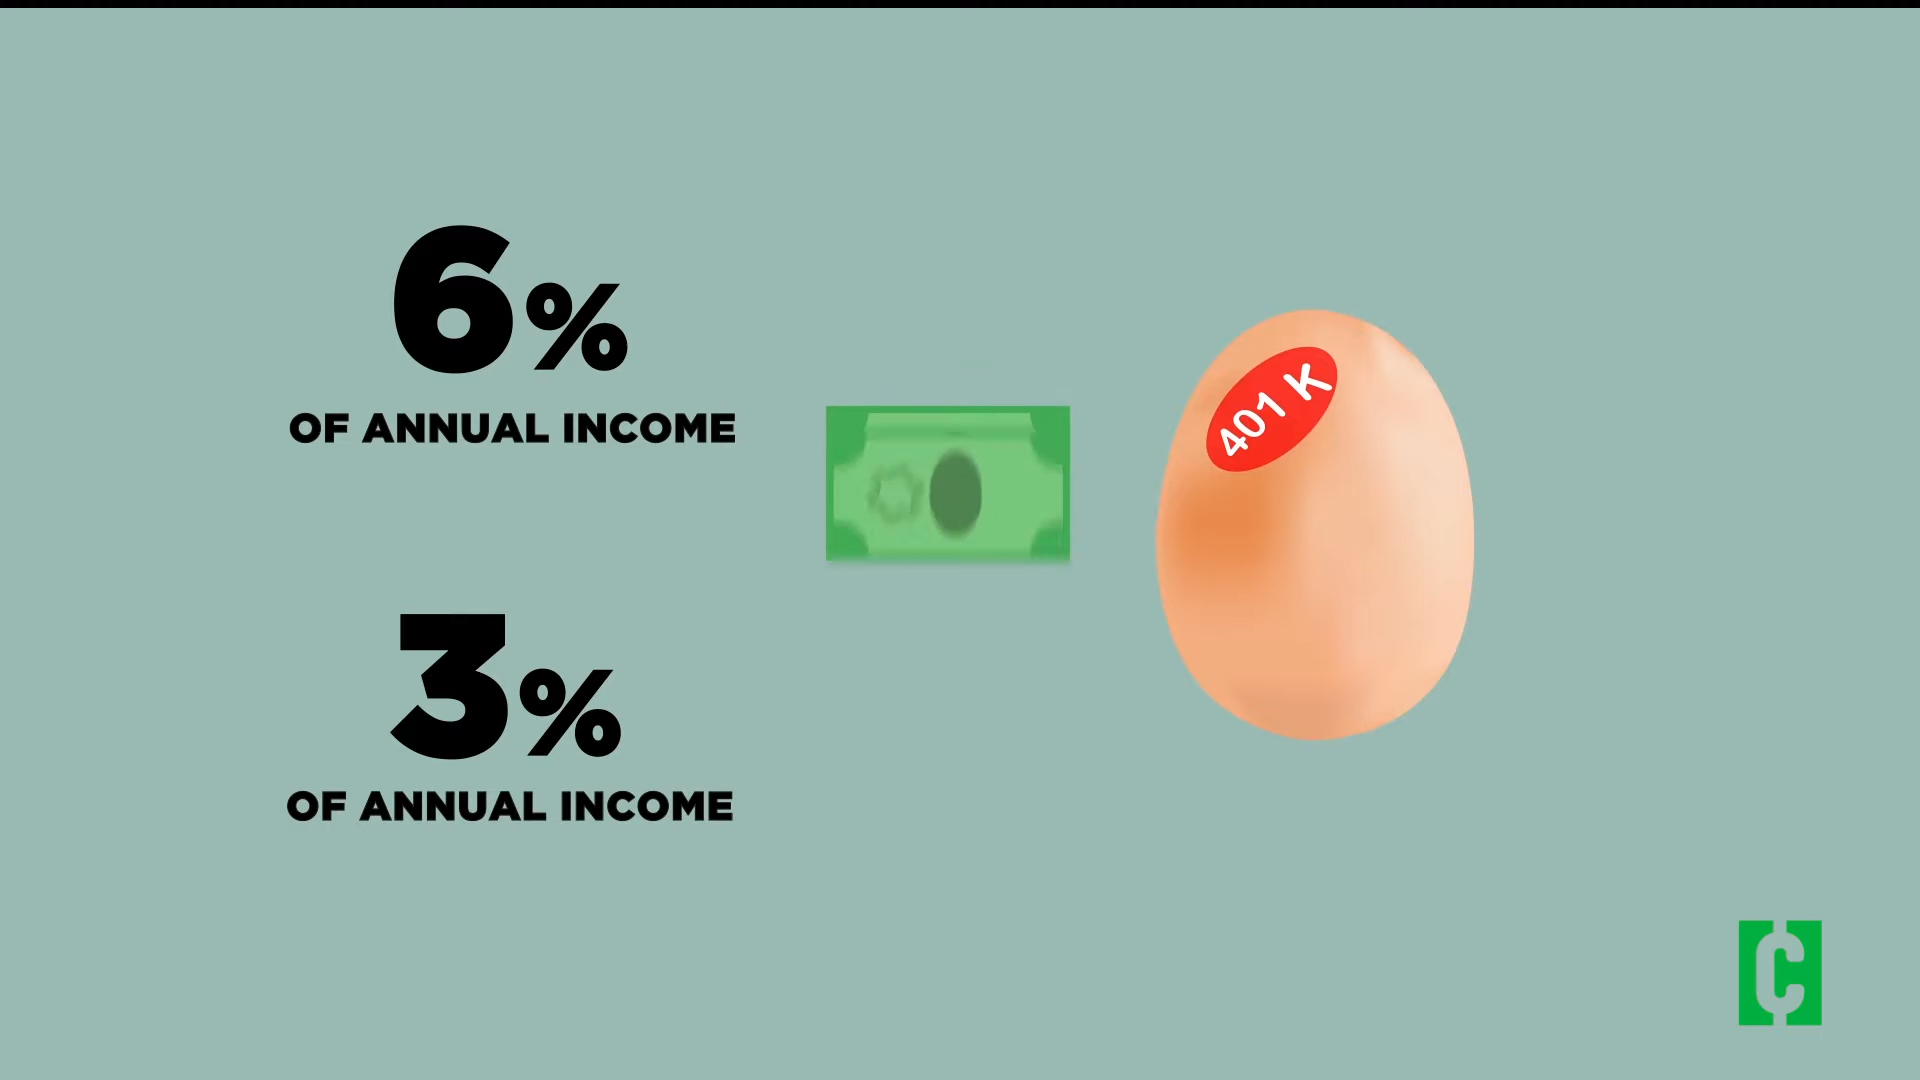 6%
OF ANNUAL INCOME
401 K
3%
OF ANNUAL INCOME
C